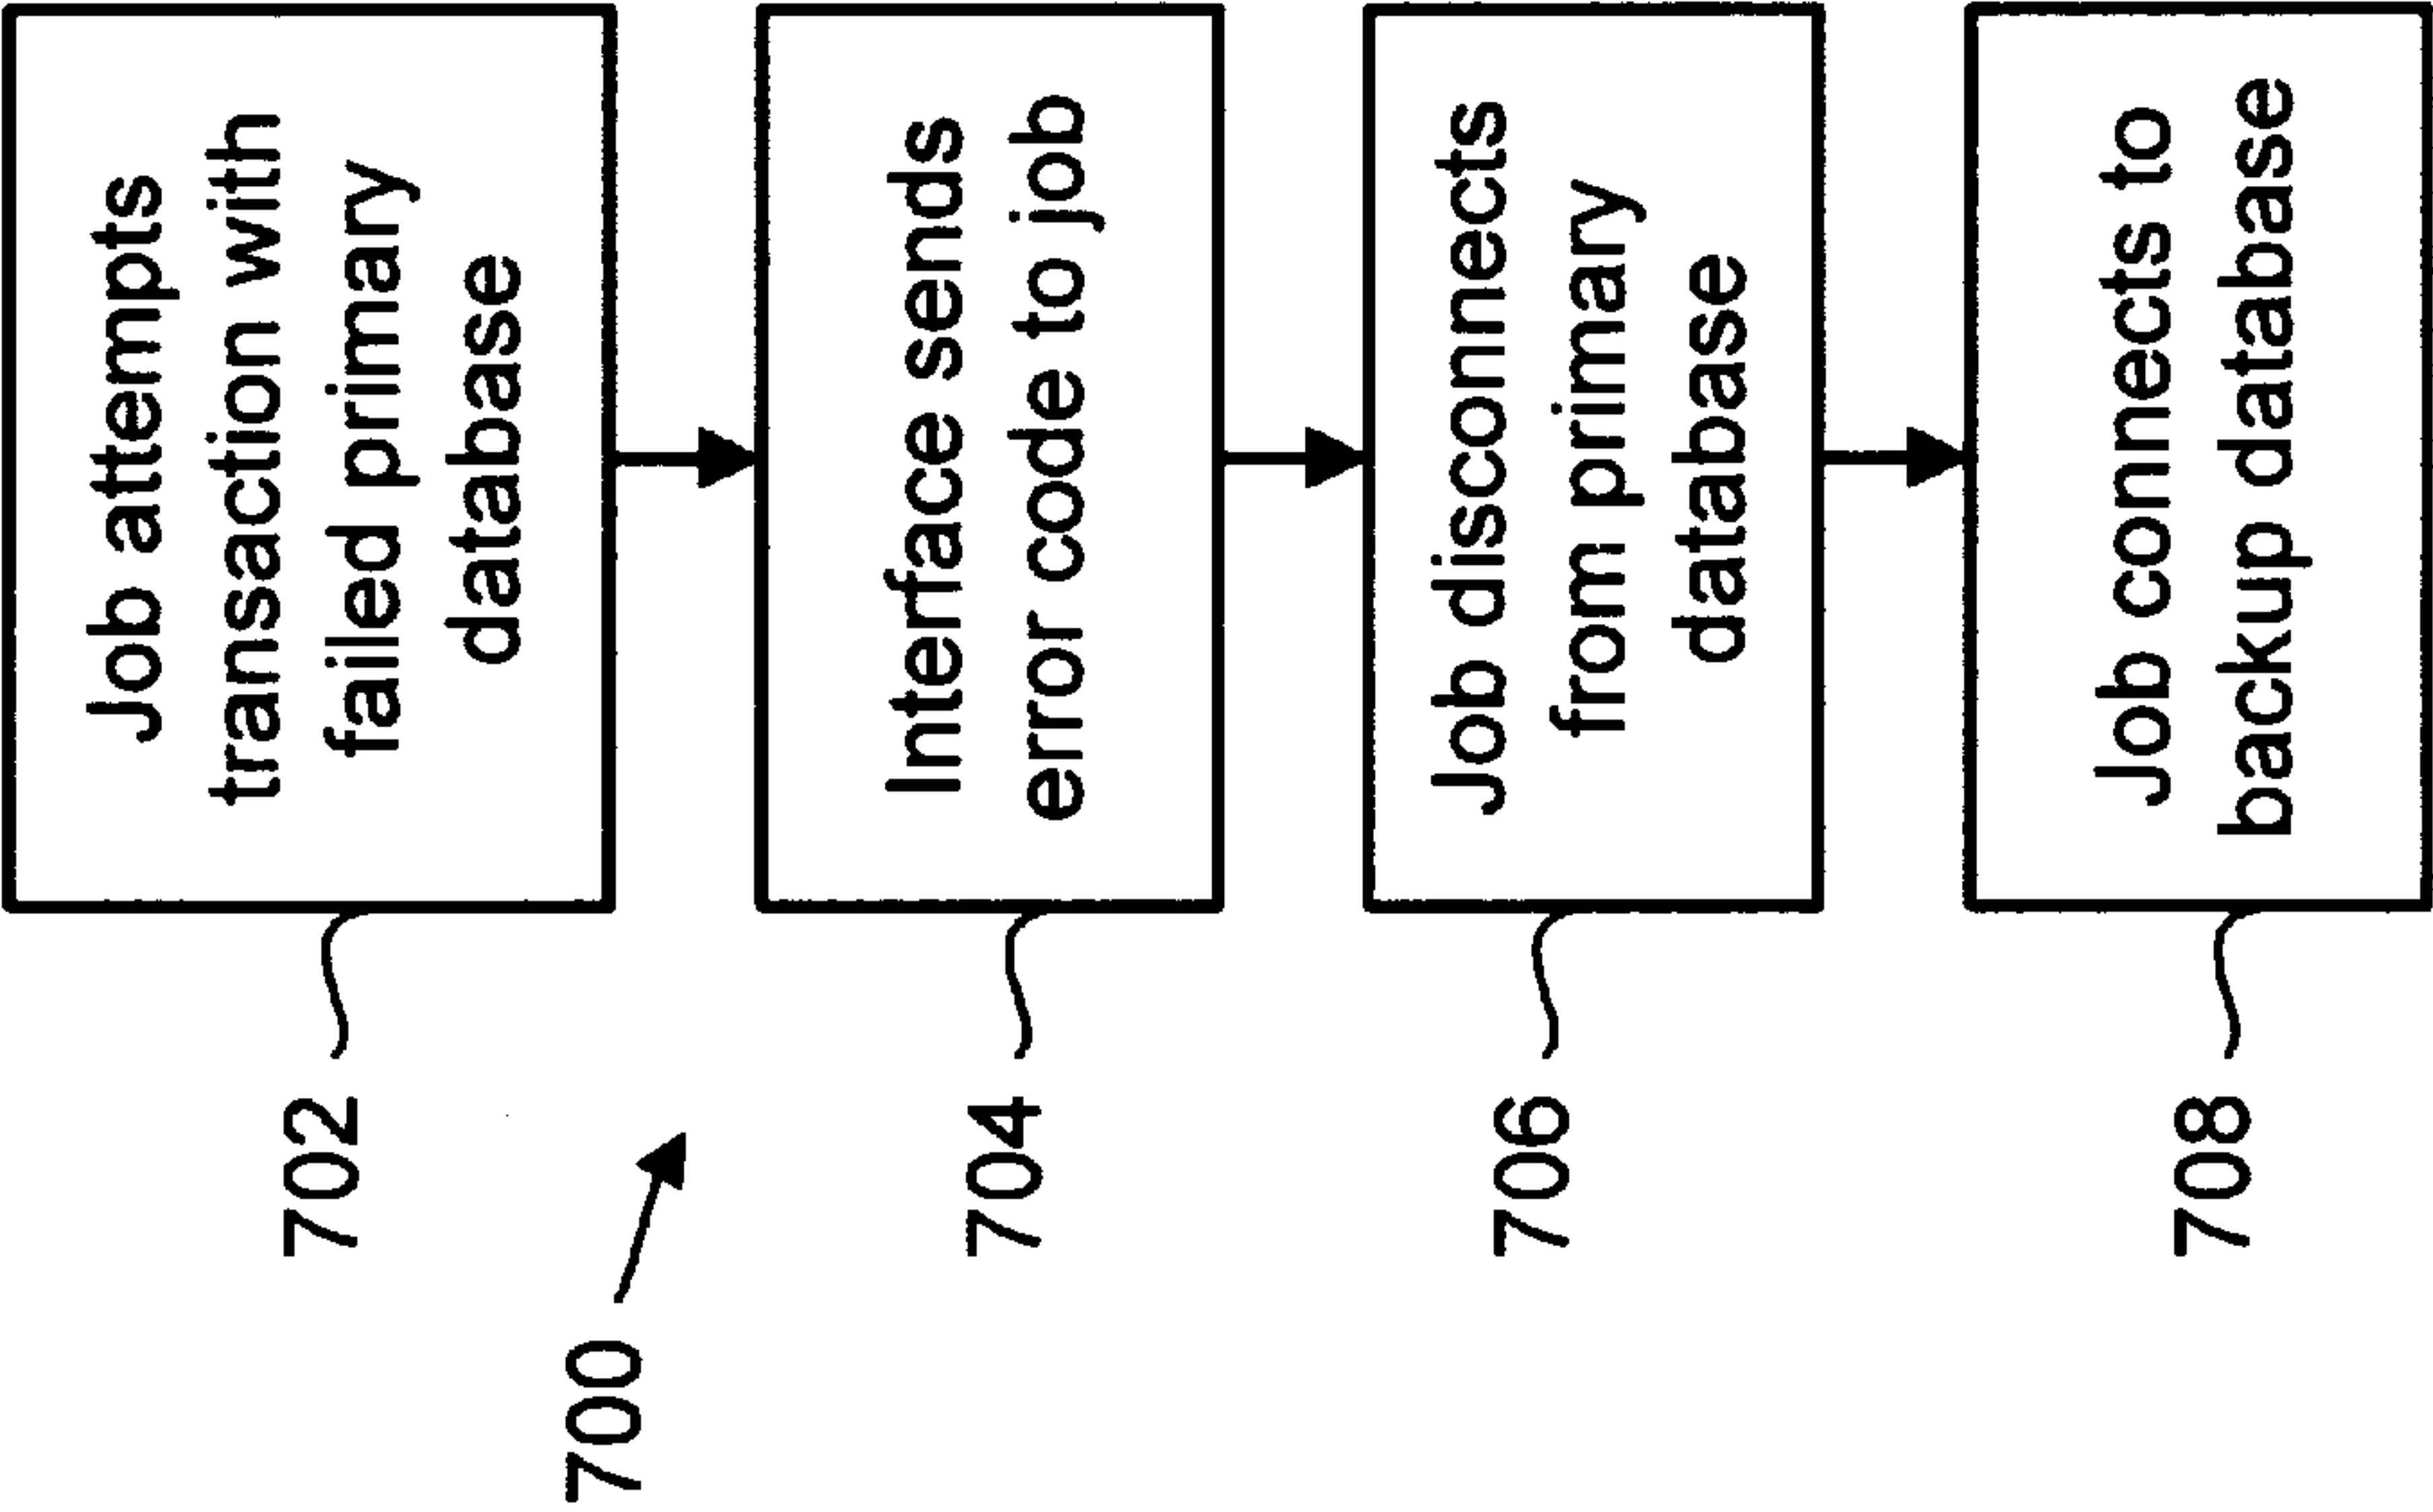 700
702
Job attempts
transaction with
failed primary
database
704
Interface sends
error code to job
706
Job disconnects
from primary
database
708
Job connects to
backup database